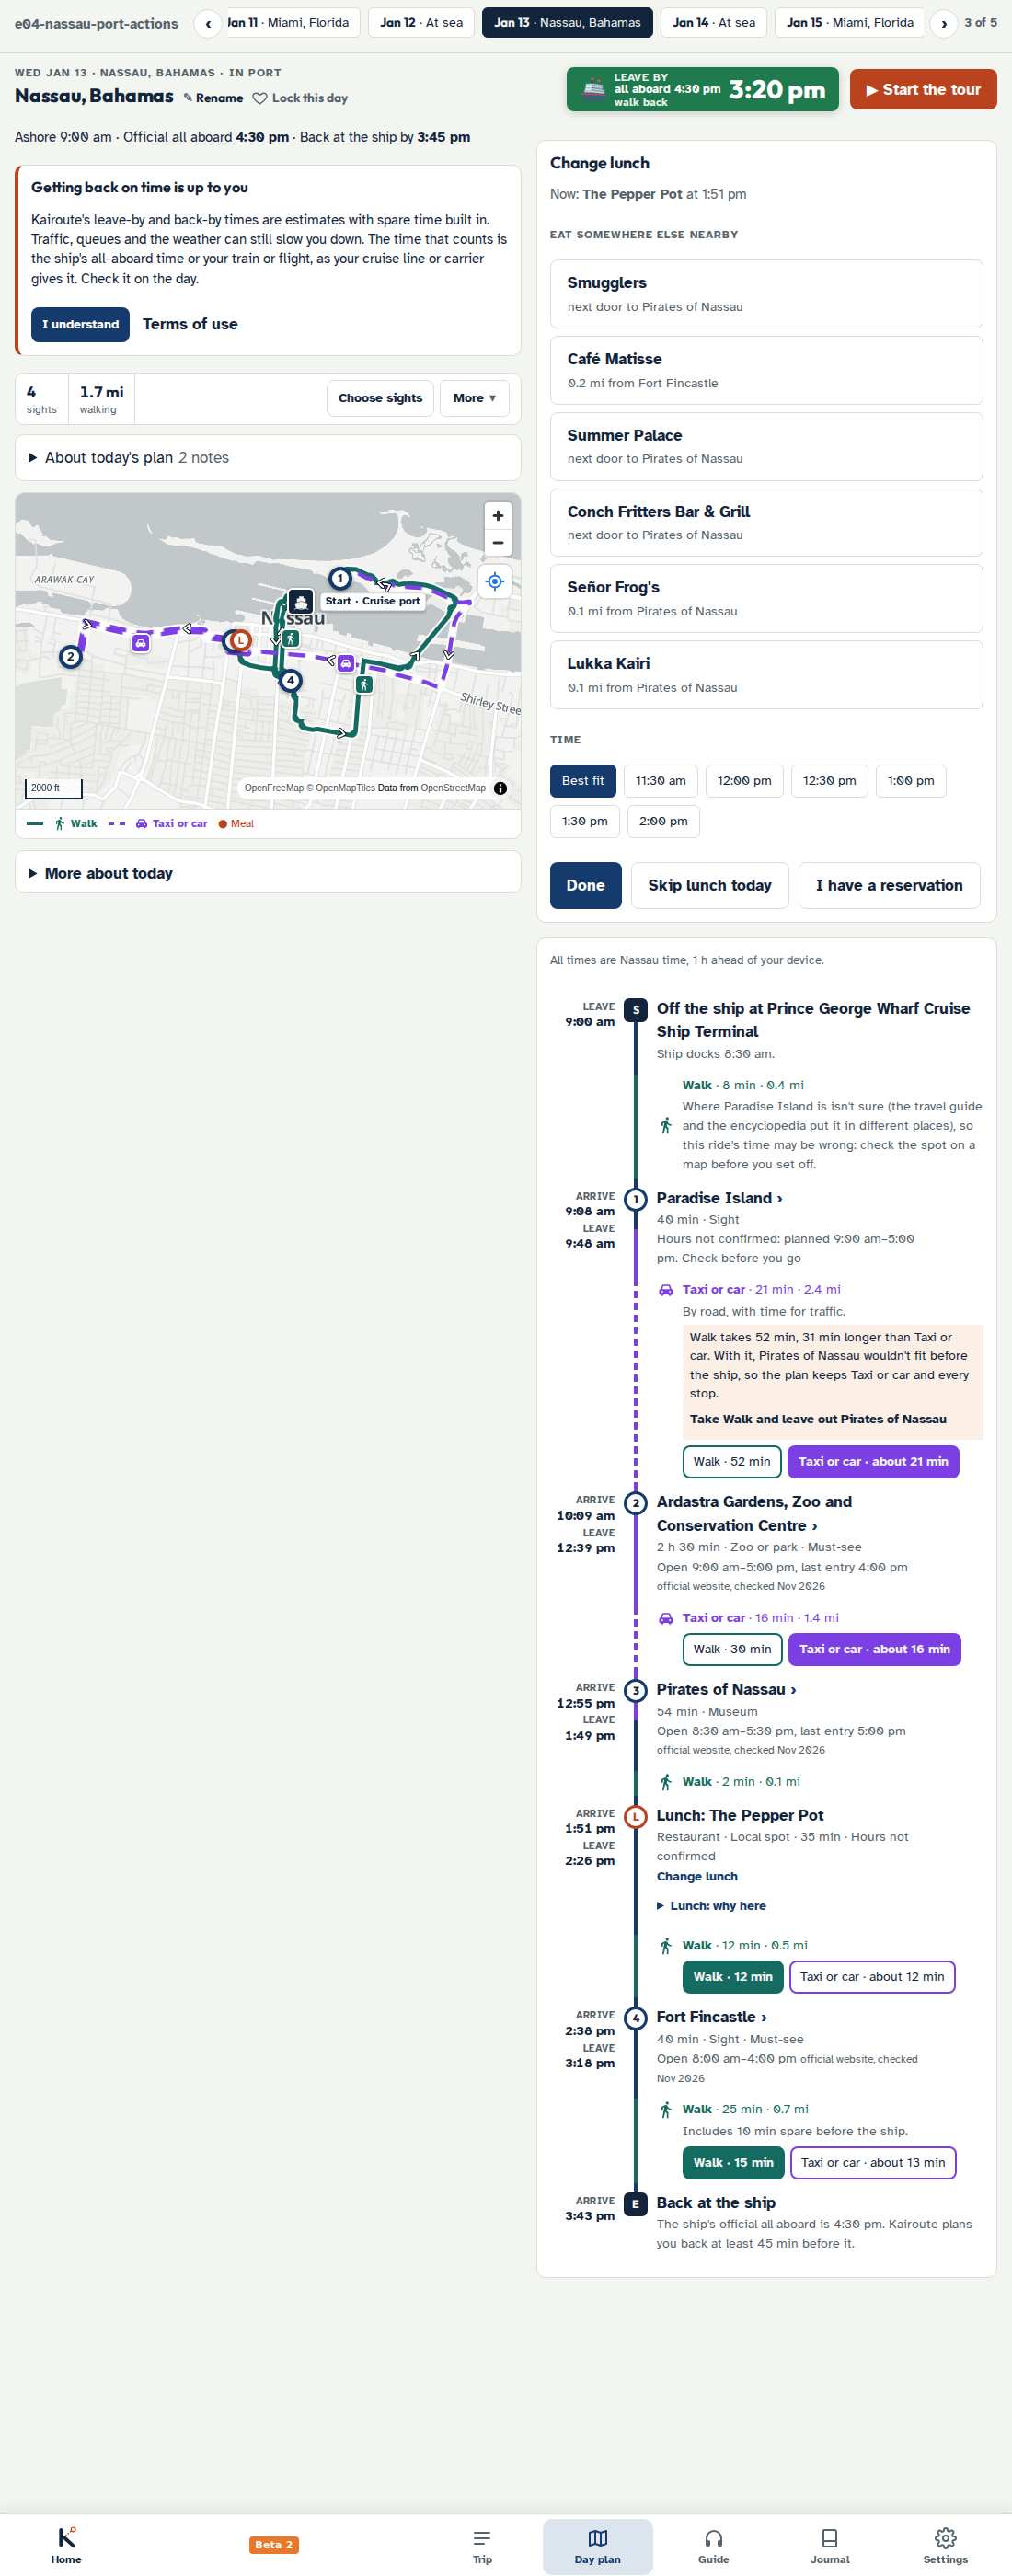 e04-nassau-port-actions
‹
Jan 11 · Miami, Florida
Jan 12 · At sea
Jan 13 · Nassau, Bahamas
Jan 14 · At sea
Jan 15 · Miami, Florida
›
3 of 5
WED JAN 13 · NASSAU, BAHAMAS · IN PORT
Nassau, Bahamas
✎ Rename
Lock this day
LEAVE BY
all aboard 4:30 pm
walk back
3:20 pm
▶ Start the tour
Ashore 9:00 am · Official all aboard 4:30 pm · Back at the ship by 3:45 pm
Getting back on time is up to you
Kairoute's leave-by and back-by times are estimates with spare time built in.
Traffic, queues and the weather can still slow you down. The time that counts is
the ship's all-aboard time or your train or flight, as your cruise line or carrier
gives it. Check it on the day.
I understand
Terms of use
4
sights
1.7 mi
walking
Choose sights
More ▾
▶ About today's plan 2 notes
+
−
ARAWAK CAY
1
Start · Cruise port
Nassau
2
L
4
Shirley Stree
2000 ft
OpenFreeMap © OpenMapTiles Data from OpenStreetMap
Walk
Taxi or car
Meal
▶ More about today
Change lunch
Now: The Pepper Pot at 1:51 pm
EAT SOMEWHERE ELSE NEARBY
Smugglers
next door to Pirates of Nassau
Café Matisse
0.2 mi from Fort Fincastle
Summer Palace
next door to Pirates of Nassau
Conch Fritters Bar & Grill
next door to Pirates of Nassau
Señor Frog's
0.1 mi from Pirates of Nassau
Lukka Kairi
0.1 mi from Pirates of Nassau
TIME
Best fit
11:30 am
12:00 pm
12:30 pm
1:00 pm
1:30 pm
2:00 pm
Done
Skip lunch today
I have a reservation
All times are Nassau time, 1 h ahead of your device.
LEAVE
9:00 am
S
Off the ship at Prince George Wharf Cruise
Ship Terminal
Ship docks 8:30 am.
Walk · 8 min · 0.4 mi
Where Paradise Island is isn't sure (the travel guide
and the encyclopedia put it in different places), so
this ride's time may be wrong: check the spot on a
map before you set off.
ARRIVE
9:08 am
LEAVE
9:48 am
1
Paradise Island ›
40 min · Sight
Hours not confirmed: planned 9:00 am–5:00
pm. Check before you go
Taxi or car · 21 min · 2.4 mi
By road, with time for traffic.
Walk takes 52 min, 31 min longer than Taxi or
car. With it, Pirates of Nassau wouldn't fit before
the ship, so the plan keeps Taxi or car and every
stop.
Take Walk and leave out Pirates of Nassau
Walk · 52 min
Taxi or car · about 21 min
ARRIVE
10:09 am
LEAVE
12:39 pm
2
Ardastra Gardens, Zoo and
Conservation Centre ›
2 h 30 min · Zoo or park · Must-see
Open 9:00 am–5:00 pm, last entry 4:00 pm
official website, checked Nov 2026
Taxi or car · 16 min · 1.4 mi
Walk · 30 min
Taxi or car · about 16 min
ARRIVE
12:55 pm
LEAVE
1:49 pm
3
Pirates of Nassau ›
54 min · Museum
Open 8:30 am–5:30 pm, last entry 5:00 pm
official website, checked Nov 2026
Walk · 2 min · 0.1 mi
ARRIVE
1:51 pm
LEAVE
2:26 pm
L
Lunch: The Pepper Pot
Restaurant · Local spot · 35 min · Hours not
confirmed
Change lunch
▶ Lunch: why here
Walk · 12 min · 0.5 mi
Walk · 12 min
Taxi or car · about 12 min
ARRIVE
2:38 pm
LEAVE
3:18 pm
4
Fort Fincastle ›
40 min · Sight · Must-see
Open 8:00 am–4:00 pm official website, checked
Nov 2026
Walk · 25 min · 0.7 mi
Includes 10 min spare before the ship.
Walk · 15 min
Taxi or car · about 13 min
ARRIVE
3:43 pm
E
Back at the ship
The ship's official all aboard is 4:30 pm. Kairoute plans
you back at least 45 min before it.
Home
Beta 2
Trip
Day plan
Guide
Journal
Settings